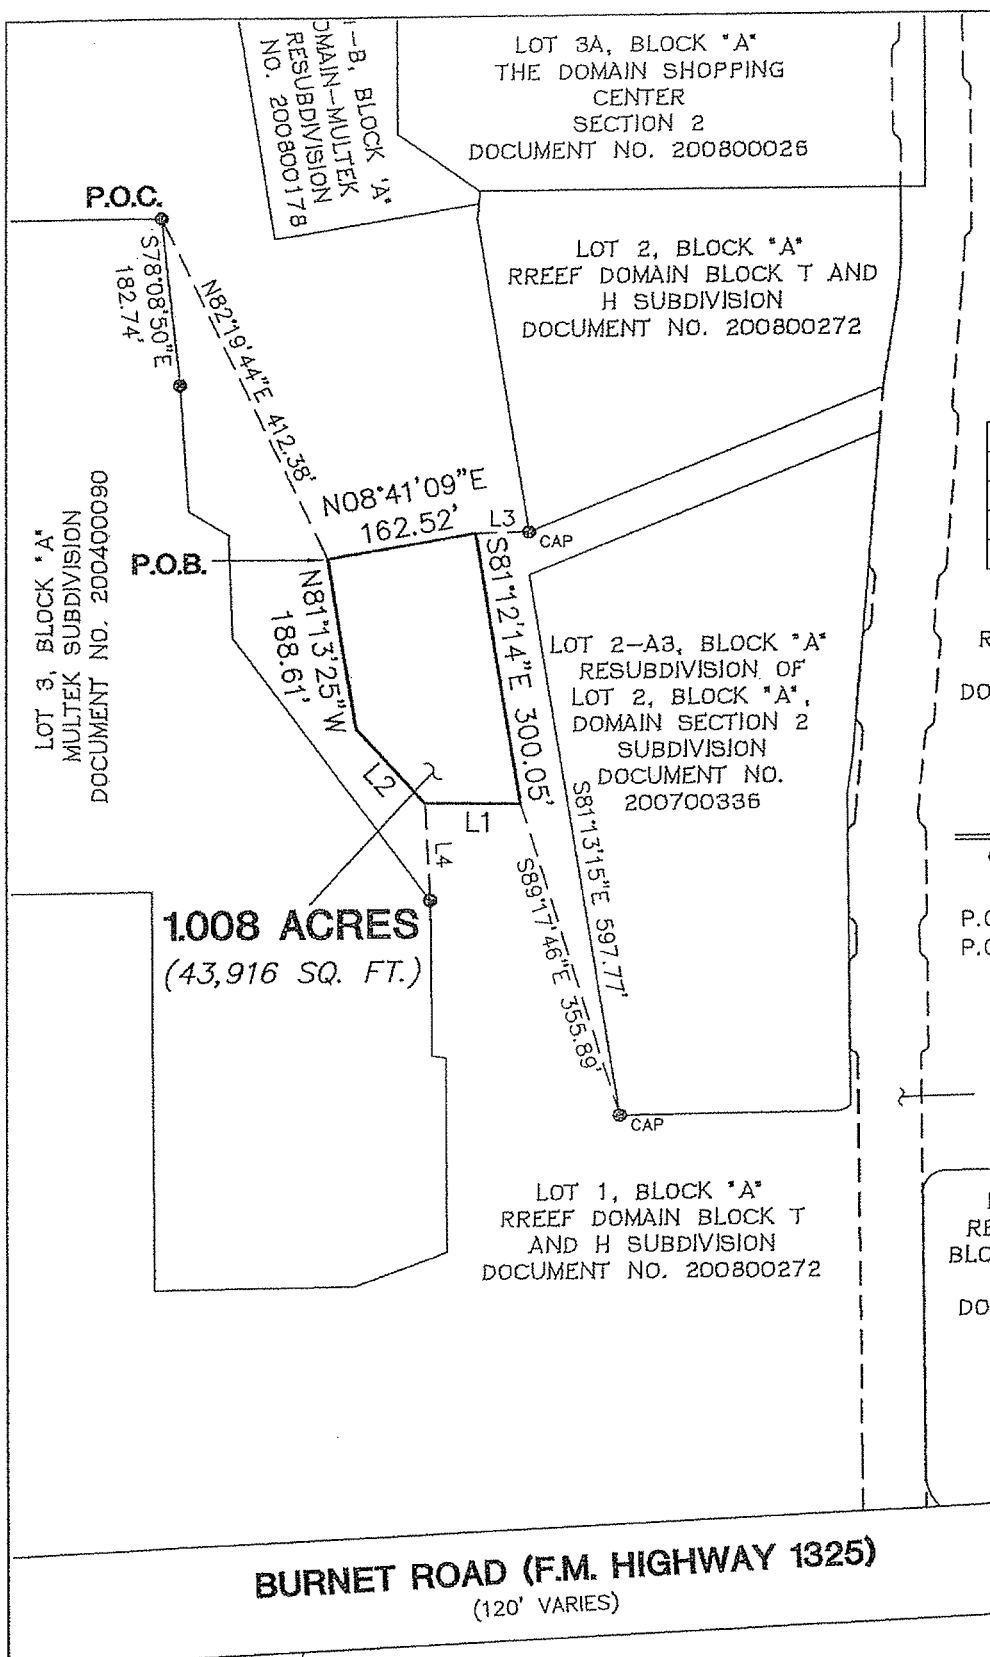 -B, BLOCK 'A'
OMAIN-MULTEK
RESUBDIVISION
NO. 200800178
LOT 3A, BLOCK "A"
THE DOMAIN SHOPPING
CENTER
SECTION 2
DOCUMENT NO. 200800026
P.O.C.
S78°08'50"E
182.74'
N82°19'44"E 412.38'
LOT 2, BLOCK "A"
RREEF DOMAIN BLOCK T AND
H SUBDIVISION
DOCUMENT NO. 200800272
N08°41'09"E
162.52'
L3
CAP
P.O.B.
LOT 3, BLOCK "A"
MULTEK SUBDIVISION
DOCUMENT NO. 200400090
N81°13'25"W
188.61'
S81°12'14"E 300.05'
LOT 2-A3, BLOCK "A"
RESUBDIVISION OF
LOT 2, BLOCK "A",
DOMAIN SECTION 2
SUBDIVISION
DOCUMENT NO.
200700336
L2
L1
L4
S81°13'15"E 597.77'
S89°17'46"E 355.89'
1.008 ACRES
(43,916 SQ. FT.)
CAP
R
DO
P.O
P.O
LOT 1, BLOCK "A"
RREEF DOMAIN BLOCK T
AND H SUBDIVISION
DOCUMENT NO. 200800272
RE
BLO
DO
BURNET ROAD (F.M. HIGHWAY 1325)
(120' VARIES)